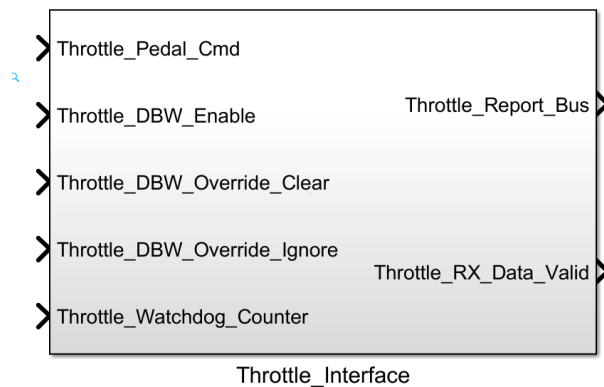 Throttle_Pedal_Cmd
Throttle_DBW_Enable
Throttle_Report_Bus
Throttle_DBW_Override_Clear
Throttle_DBW_Override_Ignore
Throttle_RX_Data_Valid
Throttle_Watchdog_Counter
Throttle_Interface